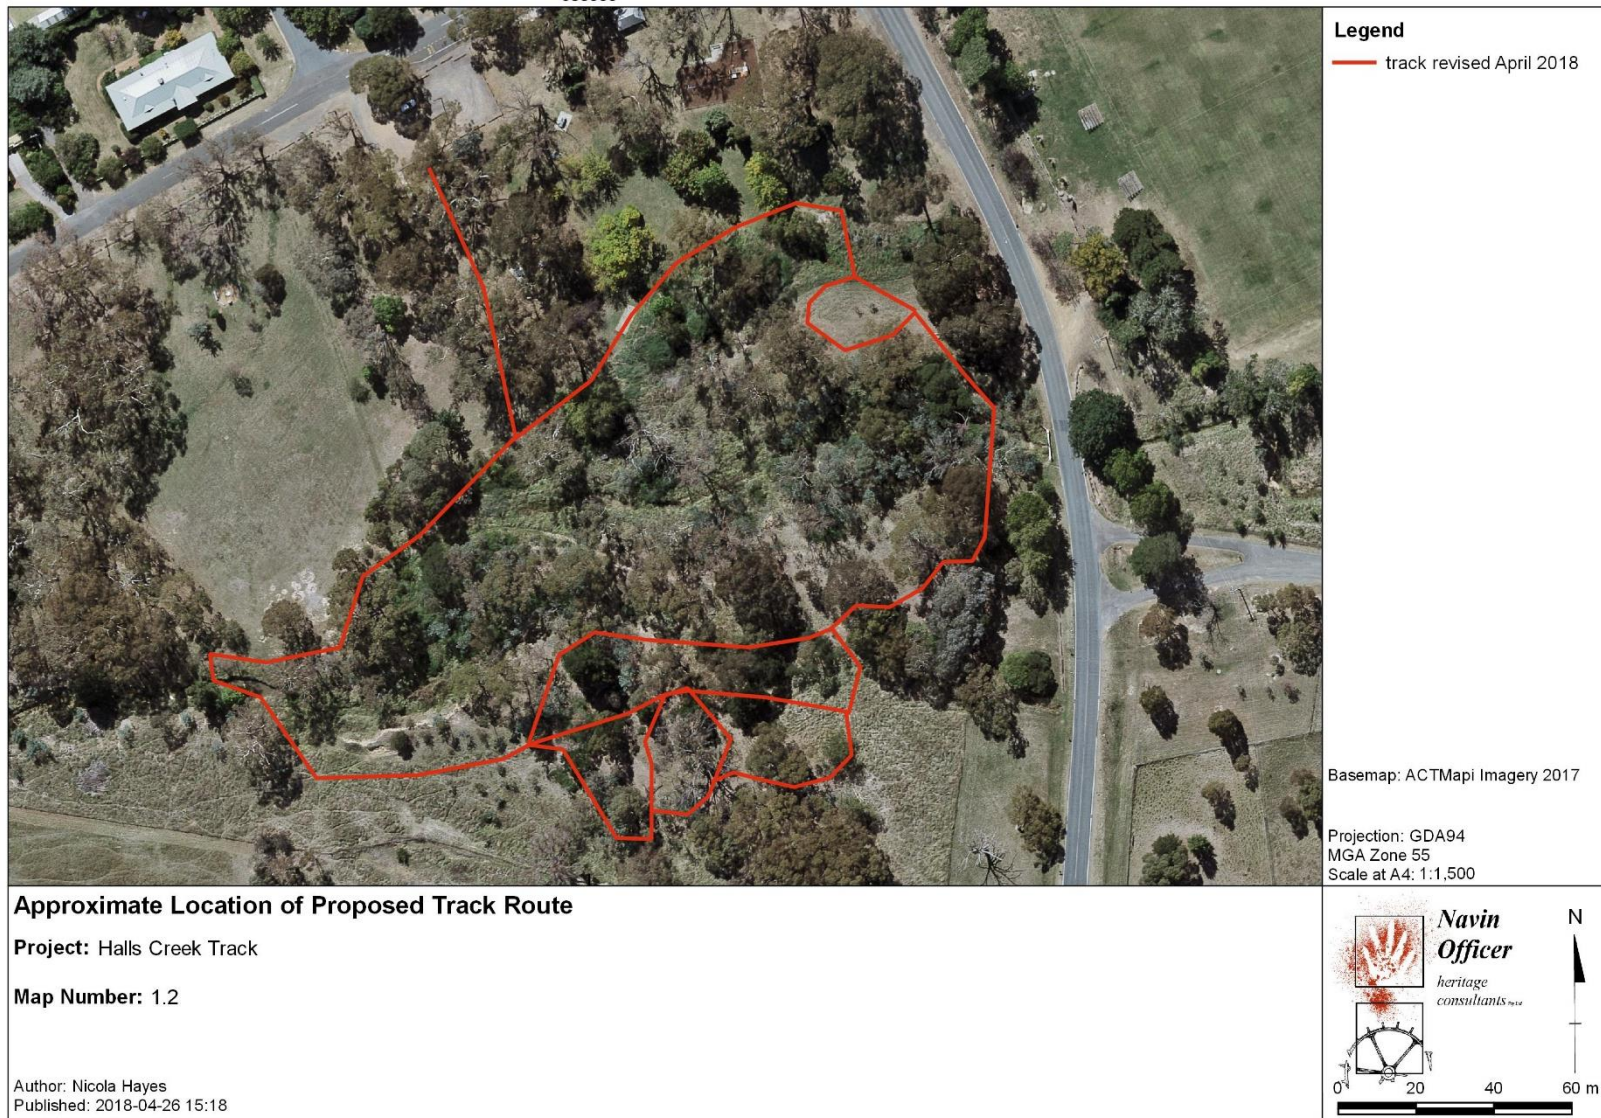 Legend
track revised April 2018
Basemap: ACTMapi Imagery 2017
Projection: GDA94
MGA Zone 55
Scale at A4: 1:1,500
Approximate Location of Proposed Track Route
Project: Halls Creek Track
Map Number: 1.2
Author: Nicola Hayes
Published: 2018-04-26 15:18
Navin
Officer
heritage
consultants
N
0 20 40 60 m